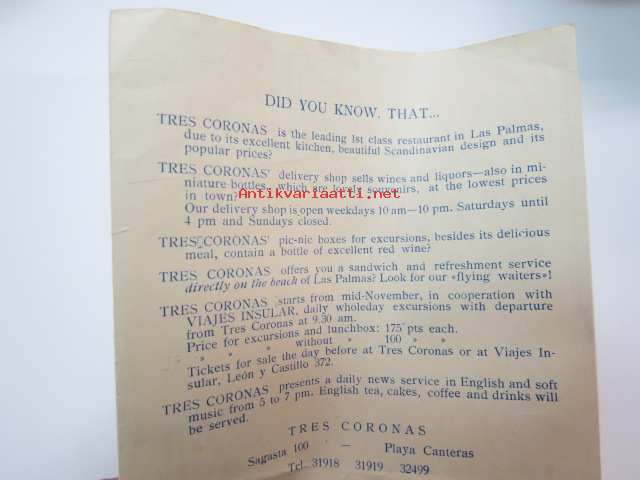 DID YOU KNOW, THAT...
TRES CORONAS is the leading 1st class restaurant in Las Palmas,
due to its excellent kitchen, beautiful Scandinavian design and its
popular prices?
TRES CORONAS' delivery shop sells wines and liquors—also in mi-
niature-bottles, which are lovely souvenirs, at the lowest prices
in town?
Antikvariaatti.net
Our delivery shop is open weekdays 10 am—10 pm. Saturdays until
4 pm and Sundays closed.
TRES CORONAS' pic-nic boxes for excursions, besides its delicious
meal, contain a bottle of excellent red wine?
TRES CORONAS offers you a sandwich and refreshment service
directly on the beach of Las Palmas? Look for our «flying waiters»!
TRES CORONAS starts from mid-November, in cooperation with
VIAJES INSULAR, daily wholeday excursions with departure
from Tres Coronas at 9.30 am.
Price for excursions and lunchbox: 175 pts each.
» » » without » 100 » »
Tickets for sale the day before at Tres Coronas or at Viajes In-
sular, León y Castillo 372.
TRES CORONAS presents a daily news service in English and soft
music from 5 to 7 pm. English tea, cakes, coffee and drinks will
be served.
TRES CORONAS
Sagasta 100 — Playa Canteras
Tel. 31918 31919 32499